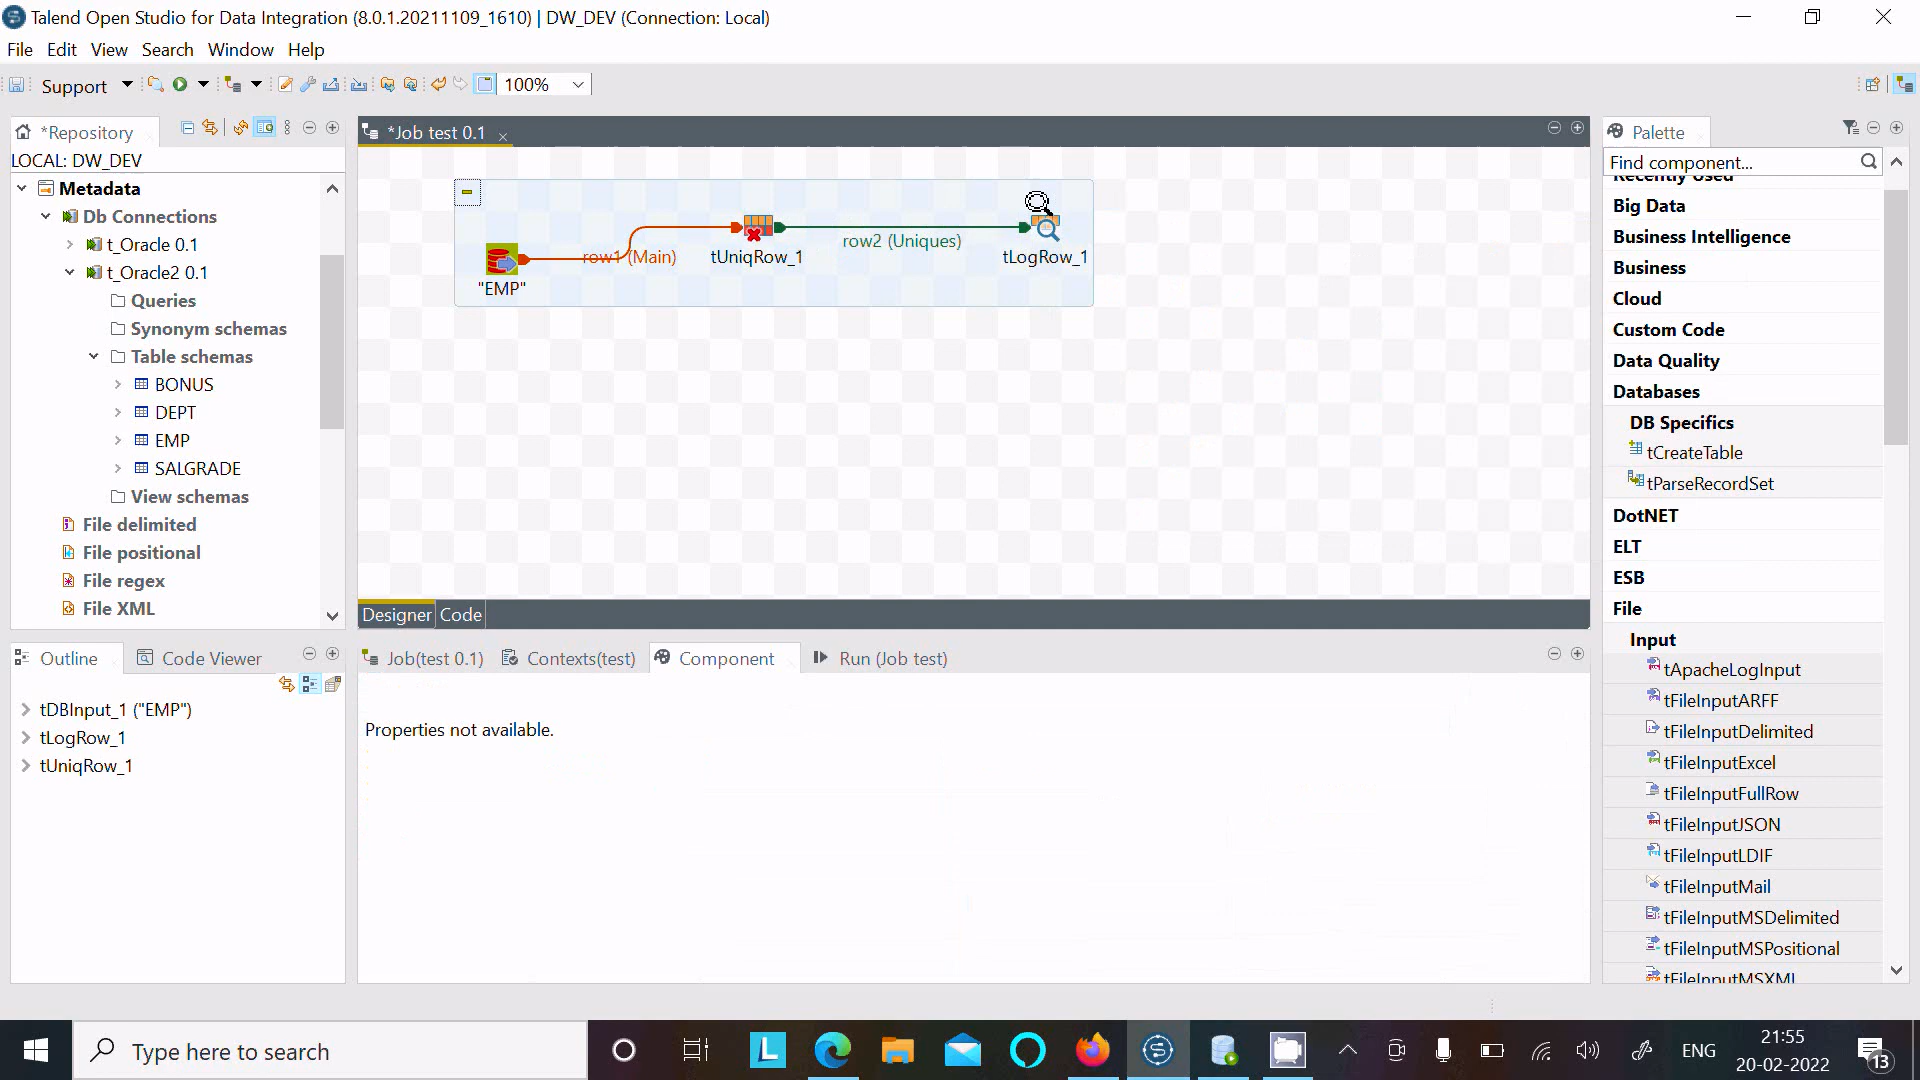 Talend Open Studio for Data Integration (8.0.1.20211109_1610) | DW_DEV (Connection: Local)
File Edit View Search Window Help
Support 100%
*Repository
LOCAL: DW_DEV
Metadata
Db Connections
t_Oracle 0.1
t_Oracle2 0.1
Queries
Synonym schemas
Table schemas
BONUS
DEPT
EMP
SALGRADE
View schemas
File delimited
File positional
File regex
File XML
*Job test 0.1
"EMP"
row1 (Main)
tUniqRow_1
row2 (Uniques)
tLogRow_1
Designer Code
Palette
Find component...
Recently Used
Big Data
Business Intelligence
Business
Cloud
Custom Code
Data Quality
Databases
DB Specifics
tCreateTable
tParseRecordSet
DotNET
ELT
ESB
File
Input
tApacheLogInput
tFileInputARFF
tFileInputDelimited
tFileInputExcel
tFileInputFullRow
tFileInputJSON
tFileInputLDIF
tFileInputMail
tFileInputMSDelimited
tFileInputMSPositional
tFileInputMSXML
Outline Code Viewer
tDBInput_1 ("EMP")
tLogRow_1
tUniqRow_1
Job(test 0.1) Contexts(test) Component Run (Job test)
Properties not available.
Type here to search
L
ENG
21:55
20-02-2022
13